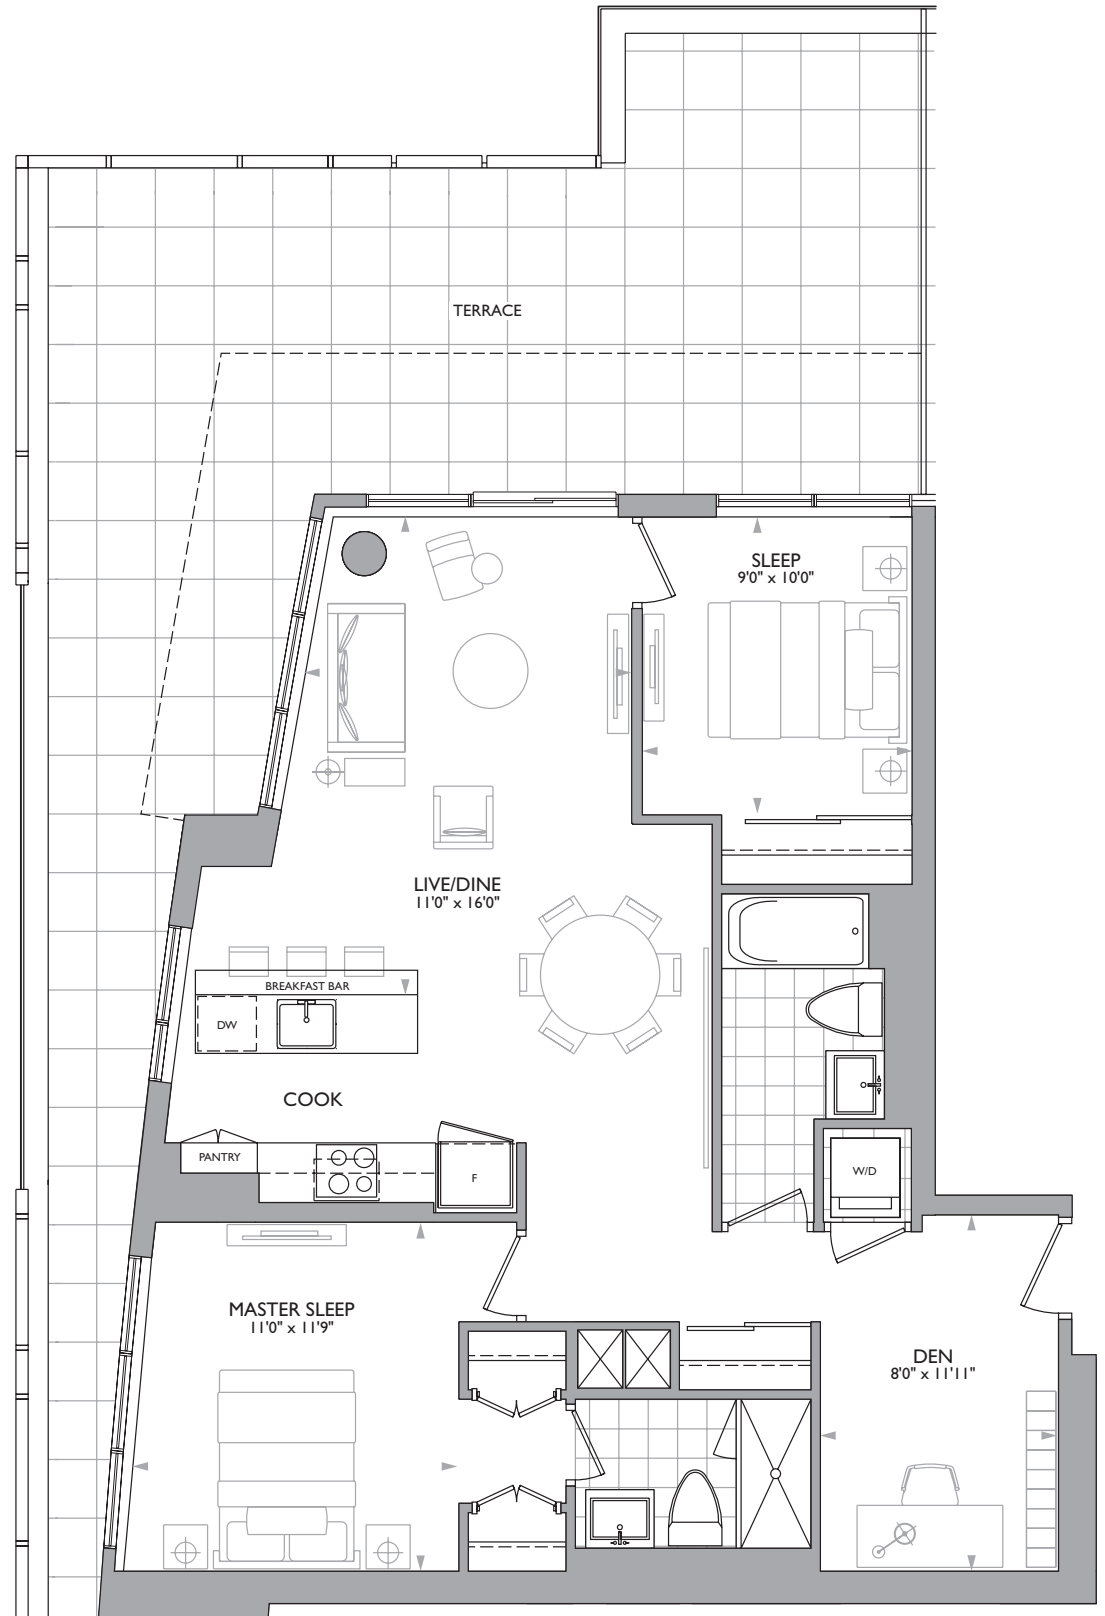 TERRACE
SLEEP
9'0" x 10'0"
LIVE/DINE
11'0" x 16'0"
BREAKFAST BAR
DW
COOK
PANTRY
F
W/D
MASTER SLEEP
11'0" x 11'9"
DEN
8'0" x 11'11"